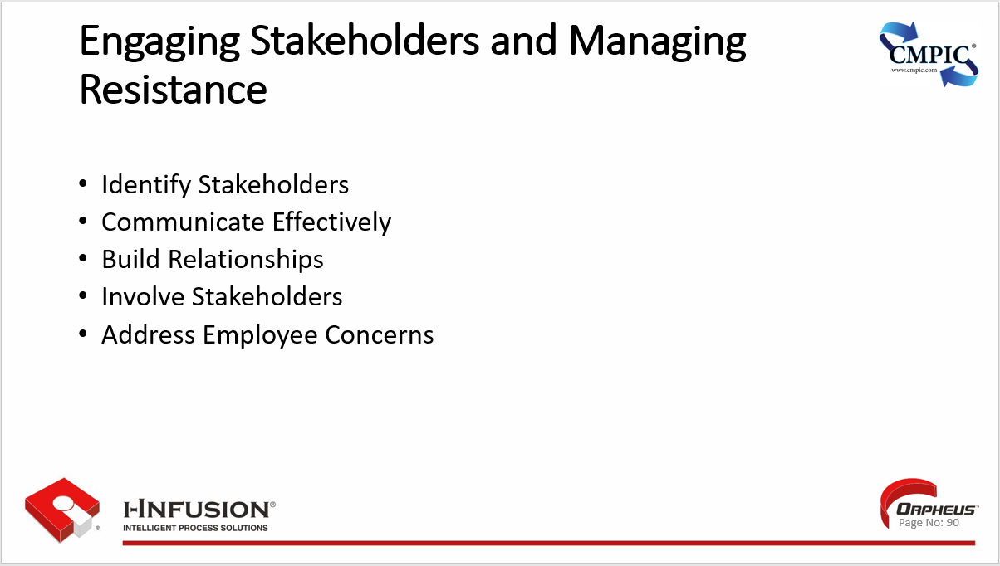 Engaging Stakeholders and Managing
Resistance
CMPIC®
www.cmpic.com
• Identify Stakeholders
• Communicate Effectively
• Build Relationships
• Involve Stakeholders
• Address Employee Concerns
I-INFUSION®
INTELLIGENT PROCESS SOLUTIONS
®
ORPHEUS™
Page No: 90